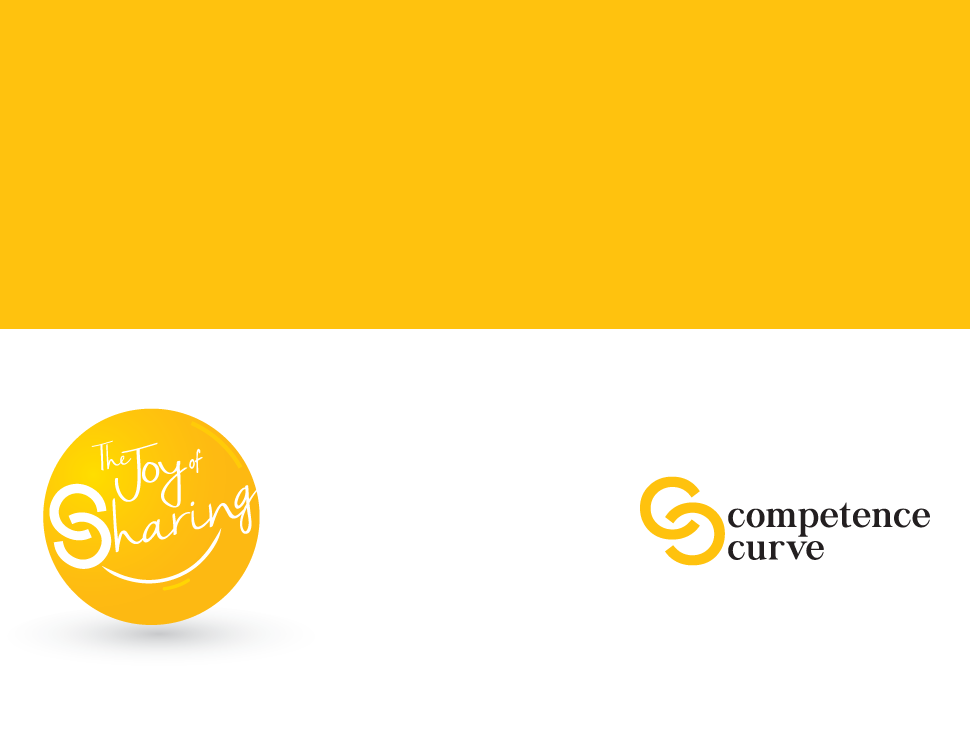 The Joy of
Sharing
competence
curve